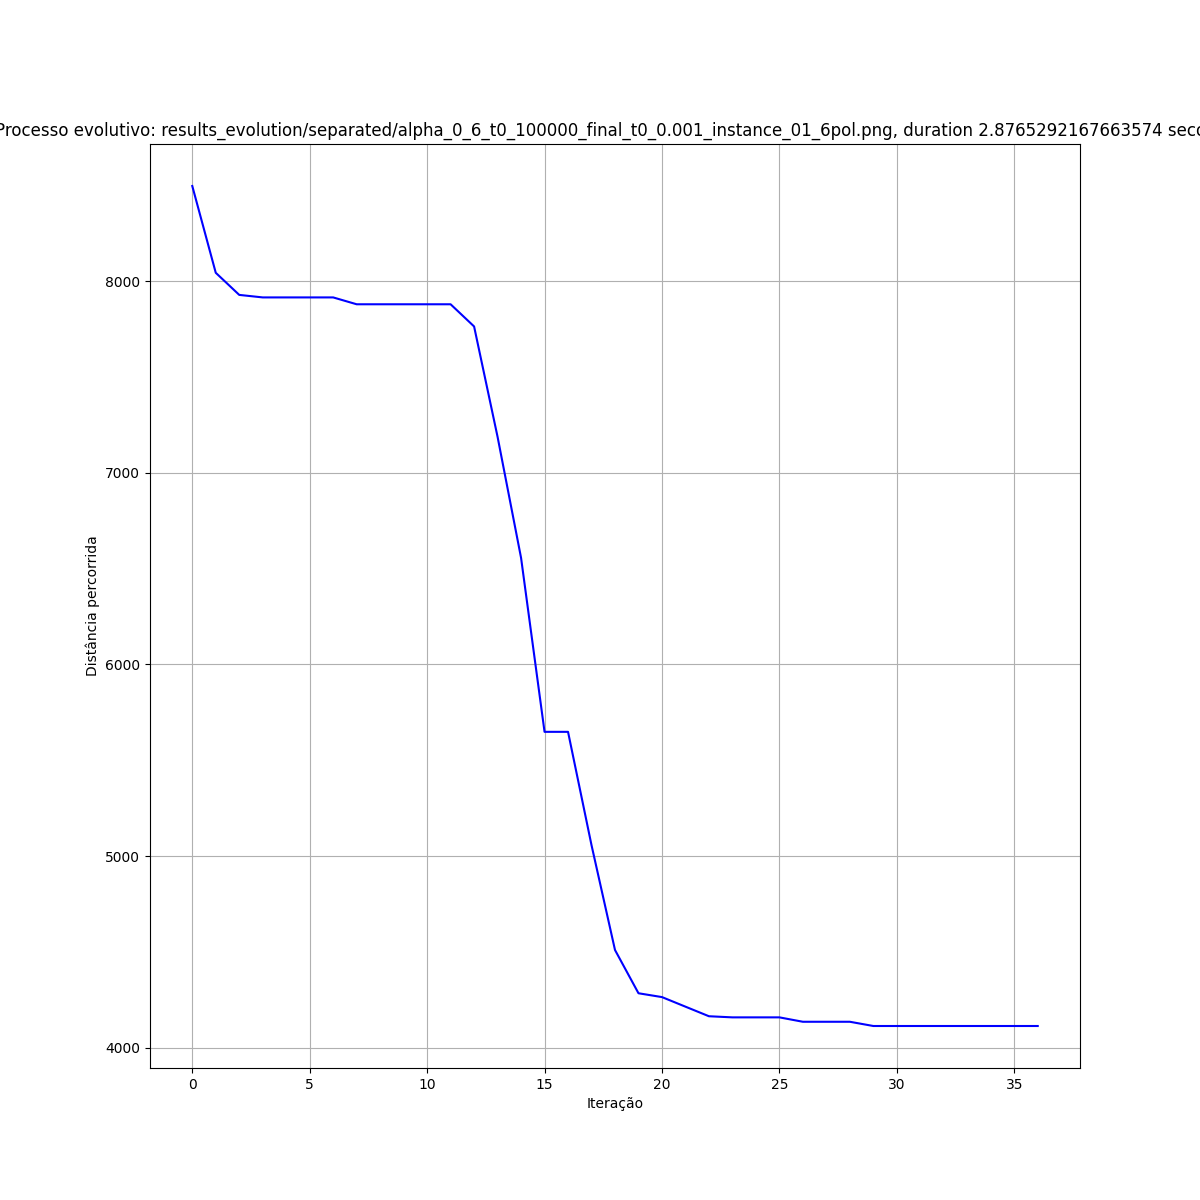 Processo evolutivo: results_evolution/separated/alpha_0_6_t0_100000_final_t0_0.001_instance_01_6pol.png, duration 2.8765292167663574
8000
7000
6000
5000
4000
Distância percorrida
0 5 10 15 20 25 30 35
Iteração